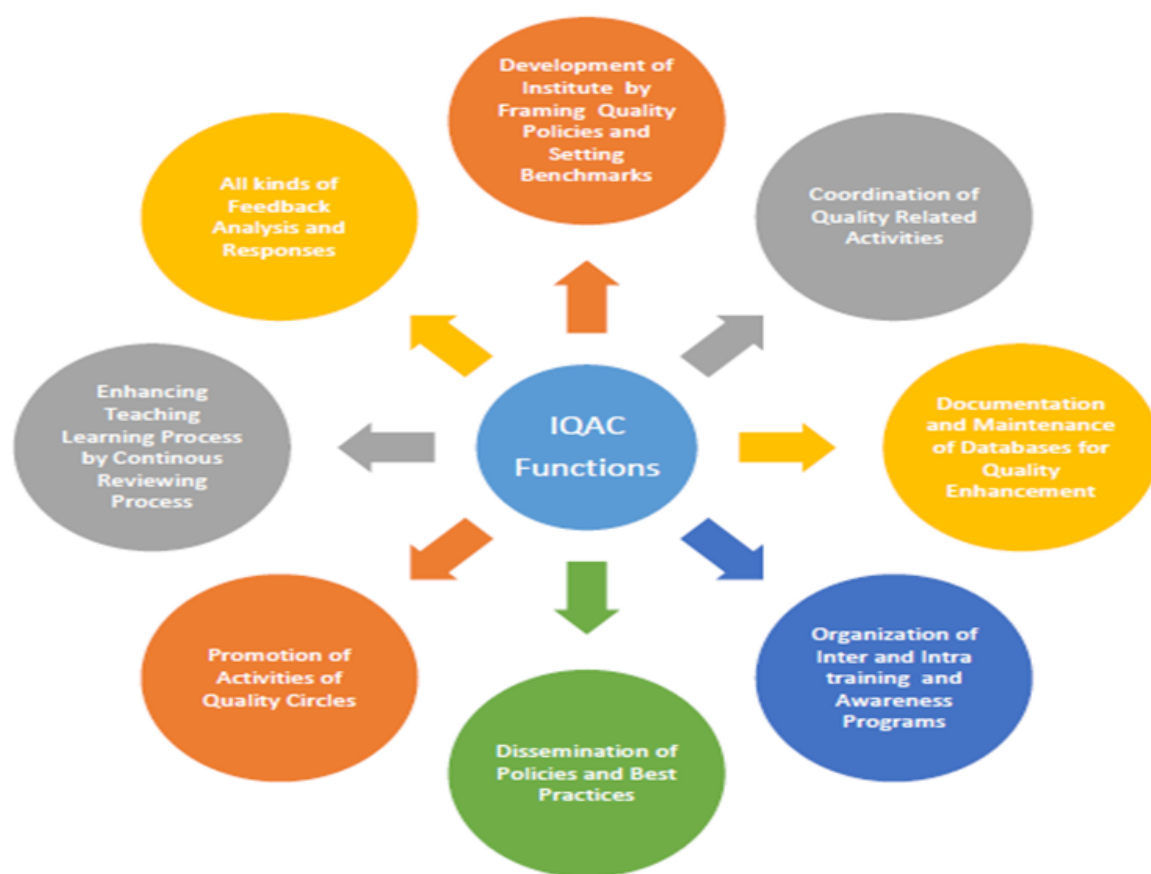 Development of
Institute by
Framing Quality
Policies and
Setting
Benchmarks
All kinds of
Feedback
Analysis and
Responses
Coordination of
Quality Related
Activities
Enhancing
Teaching
Learning Process
by Continous
Reviewing
Process
IQAC
Functions
Documentation
and Maintenance
of Databases for
Quality
Enhancement
Promotion of
Activities of
Quality Circles
Organization of
Inter and Intra
training and
Awareness
Programs
Dissemination of
Policies and Best
Practices